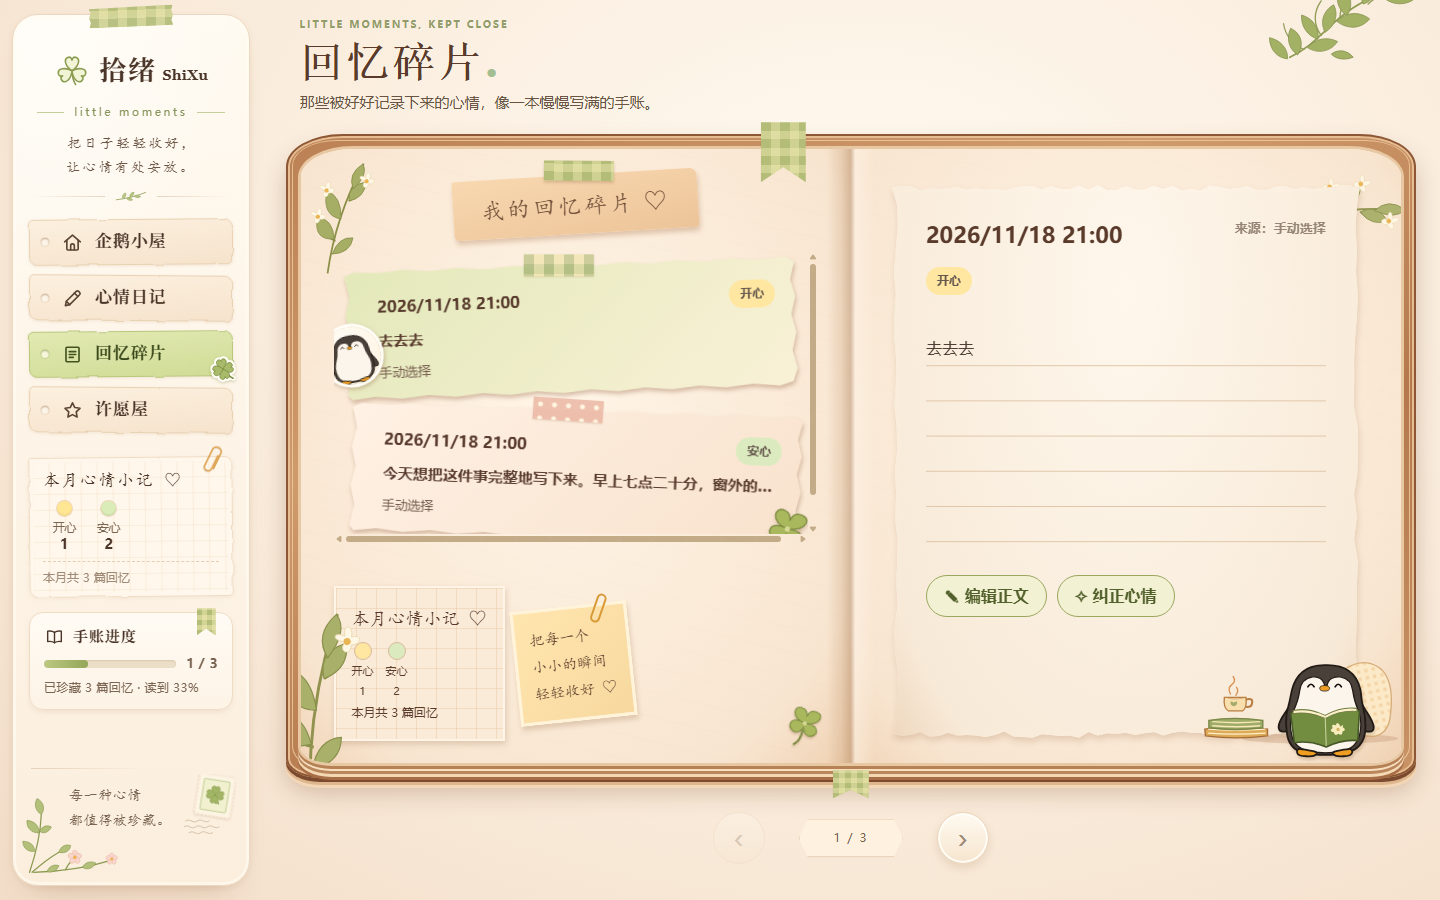 拾绪 ShiXu
little moments
把日子轻轻收好，
让心情有处安放。
企鹅小屋
心情日记
回忆碎片
许愿屋
本月心情小记 ♡
开心 安心
1 2
本月共 3 篇回忆
手账进度
1 / 3
已珍藏 3 篇回忆 · 读到 33%
每一种心情
都值得被珍藏。
LITTLE MOMENTS, KEPT CLOSE
回忆碎片.
那些被好好记录下来的心情，像一本慢慢写满的手账。
我的回忆碎片 ♡
2026/11/18 21:00
开心
去去去
手动选择
2026/11/18 21:00
安心
今天想把这件事完整地写下来。早上七点二十分，窗外的...
手动选择
本月心情小记 ♡
开心 安心
1 2
本月共 3 篇回忆
把每一个
小小的瞬间
轻轻收好 ♡
2026/11/18 21:00
来源：手动选择
开心
去去去
编辑正文
纠正心情
‹ 1 / 3 ›